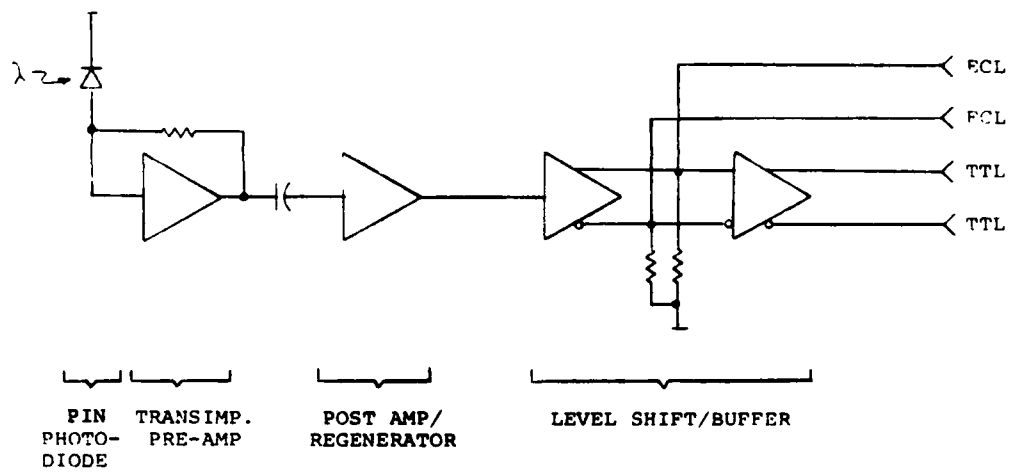 λ
ECL
ECL
TTL
TTL
PIN
PHOTO-
DIODE
TRANSIMP.
PRE-AMP
POST AMP/
REGENERATOR
LEVEL SHIFT/BUFFER